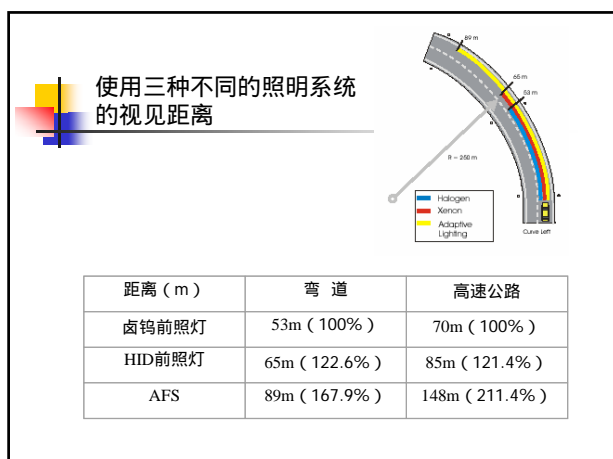 使用三种不同的照明系统
的视见距离
89 m
65 m
53 m
R ~ 250 m
Halogen
Xenon
Adaptive
Lighting
Curve Left
距离（m） 弯 道 高速公路
卤钨前照灯 53m（100%） 70m（100%）
HID前照灯 65m（122.6%） 85m（121.4%）
AFS 89m（167.9%） 148m（211.4%）